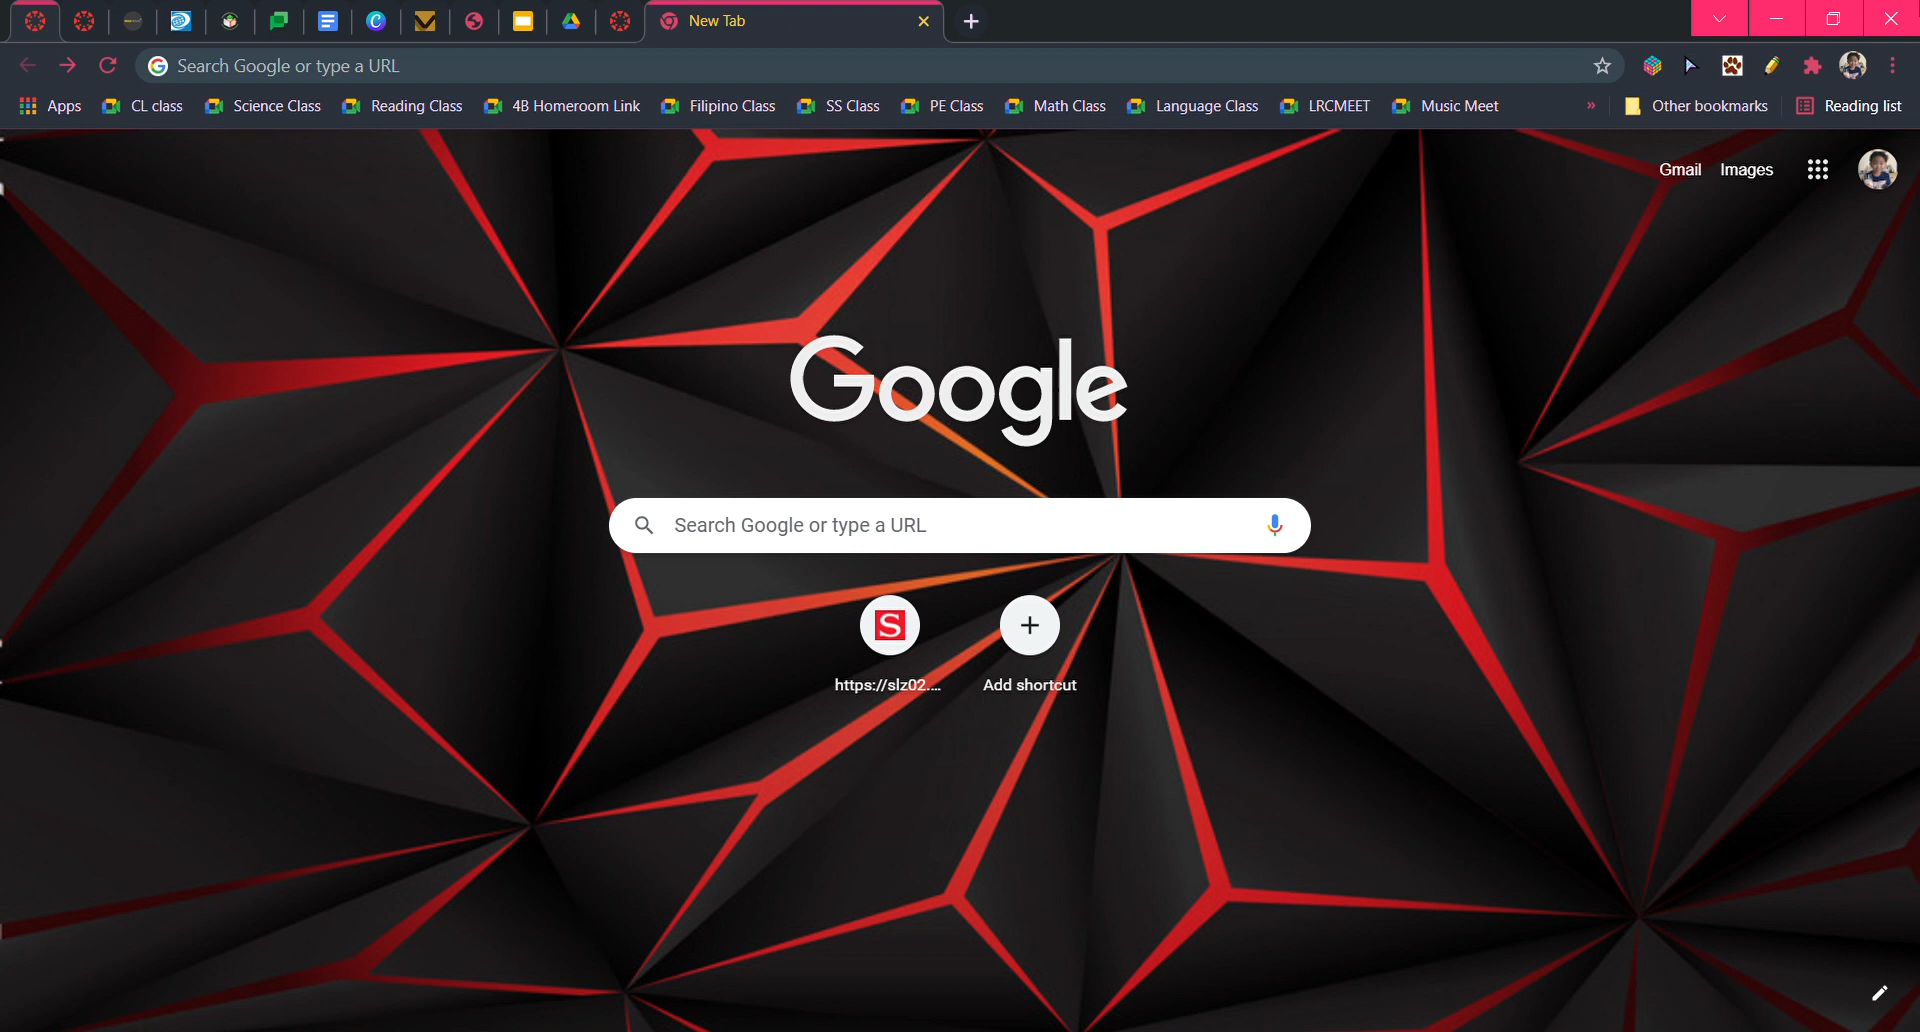 New Tab
Search Google or type a URL
Apps CL class Science Class Reading Class 4B Homeroom Link Filipino Class SS Class PE Class Math Class Language Class LRCMEET Music Meet » Other bookmarks Reading list
Gmail Images
Google
Search Google or type a URL
S
https://slz02.... Add shortcut